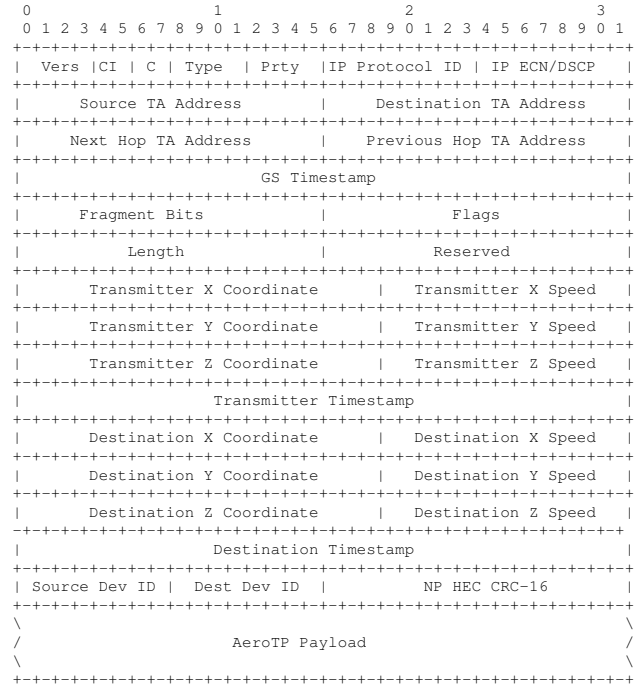 0                   1                   2                   3
 0 1 2 3 4 5 6 7 8 9 0 1 2 3 4 5 6 7 8 9 0 1 2 3 4 5 6 7 8 9 0 1
+-+-+-+-+-+-+-+-+-+-+-+-+-+-+-+-+-+-+-+-+-+-+-+-+-+-+-+-+-+-+-+-+
|  Vers |CI | C | Type  | Prty  |IP Protocol ID | IP ECN/DSCP   |
+-+-+-+-+-+-+-+-+-+-+-+-+-+-+-+-+-+-+-+-+-+-+-+-+-+-+-+-+-+-+-+-+
|      Source TA Address        |     Destination TA Address    |
+-+-+-+-+-+-+-+-+-+-+-+-+-+-+-+-+-+-+-+-+-+-+-+-+-+-+-+-+-+-+-+-+
|     Next Hop TA Address       |    Previous Hop TA Address    |
+-+-+-+-+-+-+-+-+-+-+-+-+-+-+-+-+-+-+-+-+-+-+-+-+-+-+-+-+-+-+-+-+
|                         GS Timestamp                          |
+-+-+-+-+-+-+-+-+-+-+-+-+-+-+-+-+-+-+-+-+-+-+-+-+-+-+-+-+-+-+-+-+
|      Fragment Bits            |             Flags             |
+-+-+-+-+-+-+-+-+-+-+-+-+-+-+-+-+-+-+-+-+-+-+-+-+-+-+-+-+-+-+-+-+
|           Length              |           Reserved            |
+-+-+-+-+-+-+-+-+-+-+-+-+-+-+-+-+-+-+-+-+-+-+-+-+-+-+-+-+-+-+-+-+
|       Transmitter X Coordinate      |   Transmitter X Speed   |
+-+-+-+-+-+-+-+-+-+-+-+-+-+-+-+-+-+-+-+-+-+-+-+-+-+-+-+-+-+-+-+-+
|       Transmitter Y Coordinate      |   Transmitter Y Speed   |
+-+-+-+-+-+-+-+-+-+-+-+-+-+-+-+-+-+-+-+-+-+-+-+-+-+-+-+-+-+-+-+-+
|       Transmitter Z Coordinate      |   Transmitter Z Speed   |
+-+-+-+-+-+-+-+-+-+-+-+-+-+-+-+-+-+-+-+-+-+-+-+-+-+-+-+-+-+-+-+-+
|                    Transmitter Timestamp                      |
+-+-+-+-+-+-+-+-+-+-+-+-+-+-+-+-+-+-+-+-+-+-+-+-+-+-+-+-+-+-+-+-+
|       Destination X Coordinate      |   Destination X Speed   |
+-+-+-+-+-+-+-+-+-+-+-+-+-+-+-+-+-+-+-+-+-+-+-+-+-+-+-+-+-+-+-+-+
|       Destination Y Coordinate      |   Destination Y Speed   |
+-+-+-+-+-+-+-+-+-+-+-+-+-+-+-+-+-+-+-+-+-+-+-+-+-+-+-+-+-+-+-+-+
|       Destination Z Coordinate      |   Destination Z Speed   |
-+-+-+-+-+-+-+-+-+-+-+-+-+-+-+-+-+-+-+-+-+-+-+-+-+-+-+-+-+-+-+-+
|                    Destination Timestamp                      |
+-+-+-+-+-+-+-+-+-+-+-+-+-+-+-+-+-+-+-+-+-+-+-+-+-+-+-+-+-+-+-+-+
| Source Dev ID |  Dest Dev ID  |          NP HEC CRC-16        |
+-+-+-+-+-+-+-+-+-+-+-+-+-+-+-+-+-+-+-+-+-+-+-+-+-+-+-+-+-+-+-+-+
\                                                               \
/                      AeroTP Payload                           /
\                                                               \
+-+-+-+-+-+-+-+-+-+-+-+-+-+-+-+-+-+-+-+-+-+-+-+-+-+-+-+-+-+-+-+-+